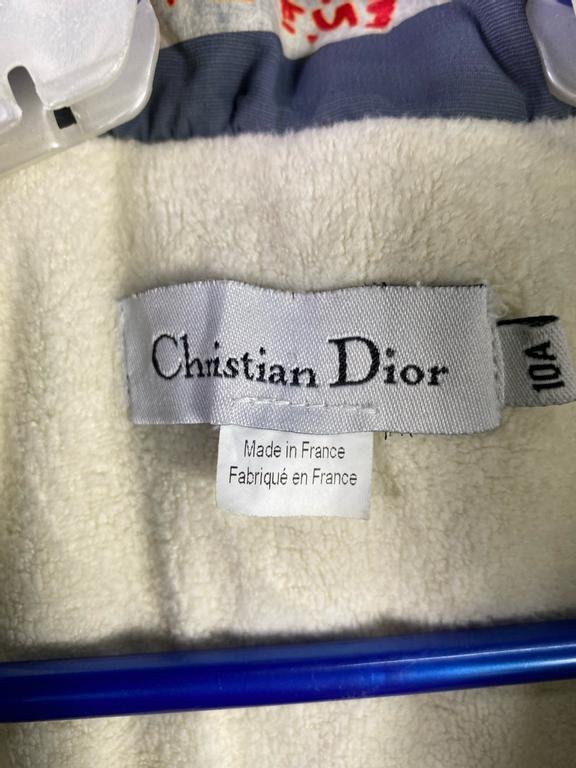 Christian Dior
10A
Made in France
Fabriqué en France